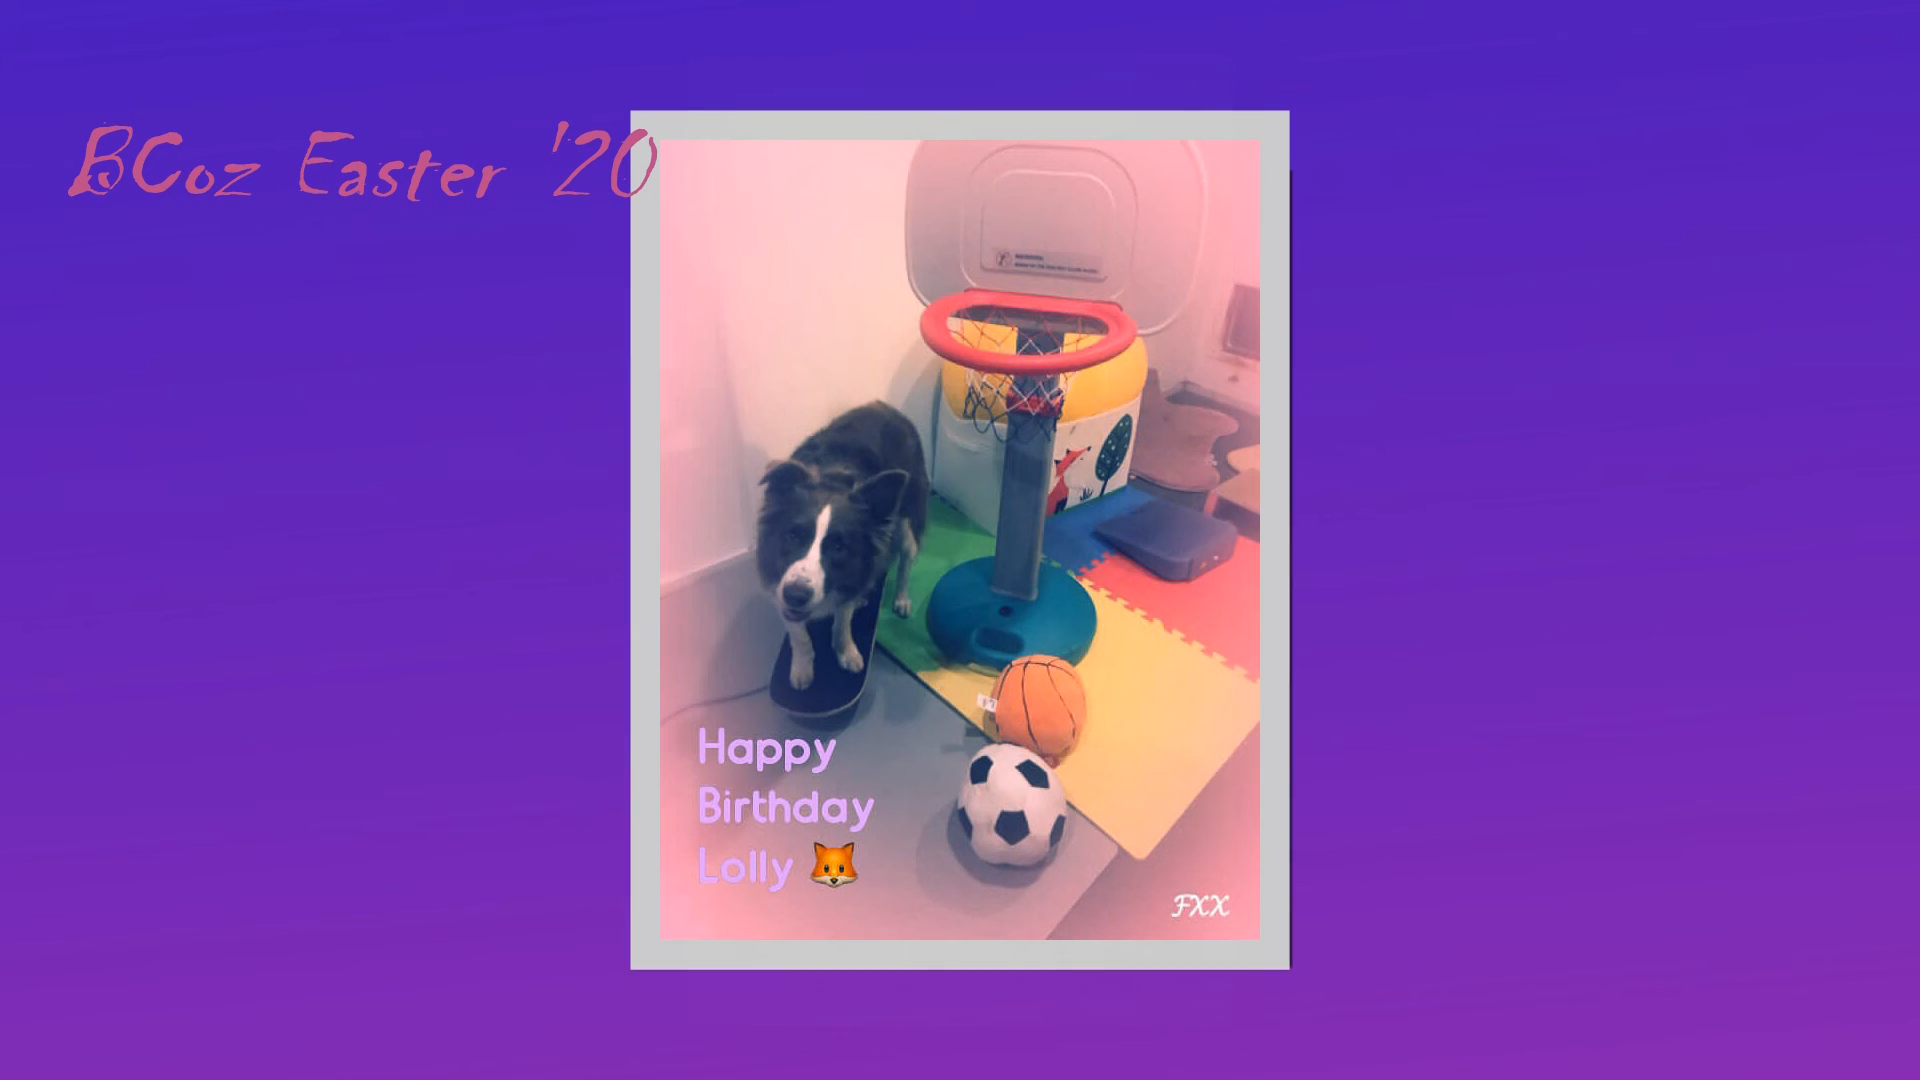 BCoz Easter '20
Happy
Birthday
Lolly 🦊
FXX